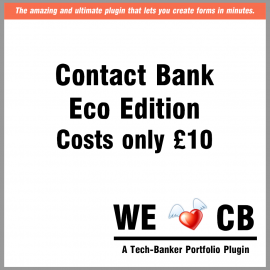 The amazing and ultimate plugin that lets you create forms in minutes.
Contact Bank
Eco Edition
Costs only £10
WE CB
A Tech-Banker Portfolio Plugin